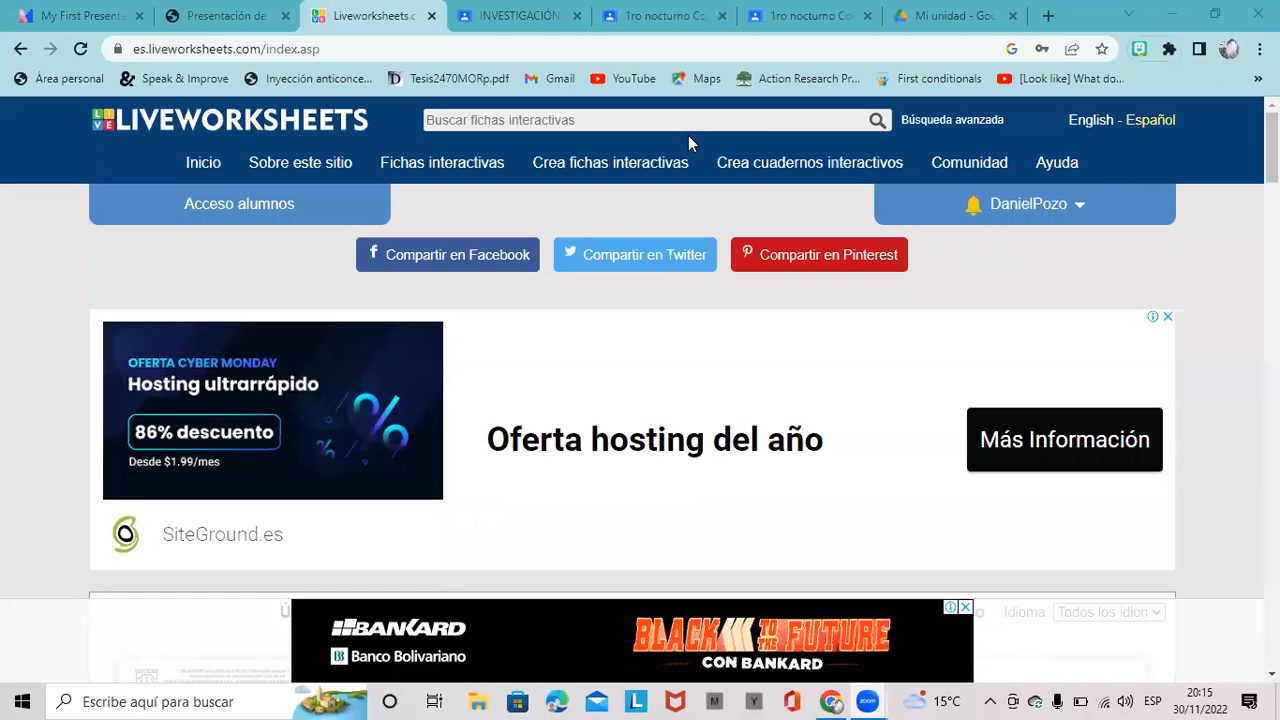 My Worksheets.c
Presentación de
Liveworksheets.c
INVESTIGACIÓN
1ro nocturno Co
1ro nocturno Co
Mi unidad - Goo
es.liveworksheets.com/index.asp
Área personal
Speak & Improve
Inyección anticonce...
Tesis2470MORp.pdf
Gmail
YouTube
Maps
Action Research Pr...
First conditionals
[Look like] What do...
LIVEWORKSHEETS
Buscar fichas interactivas
Búsqueda avanzada
English - Español
Inicio
Sobre este sitio
Fichas interactivas
Crea fichas interactivas
Crea cuadernos interactivos
Comunidad
Ayuda
Acceso alumnos
DanielPozo
Compartir en Facebook
Compartir en Twitter
Compartir en Pinterest
OFERTA CYBER MONDAY
Hosting ultrarrápido
86% descuento
Desde $1.99/mes
Oferta hosting del año
Más Información
SiteGround.es
Idioma: Todos los idiom
BANKARD
Banco Bolivariano
BLACK TO THE FUTURE
CON BANKARD
Escribe aquí para buscar
zoom
15°C
ESP
20:15
30/11/2022